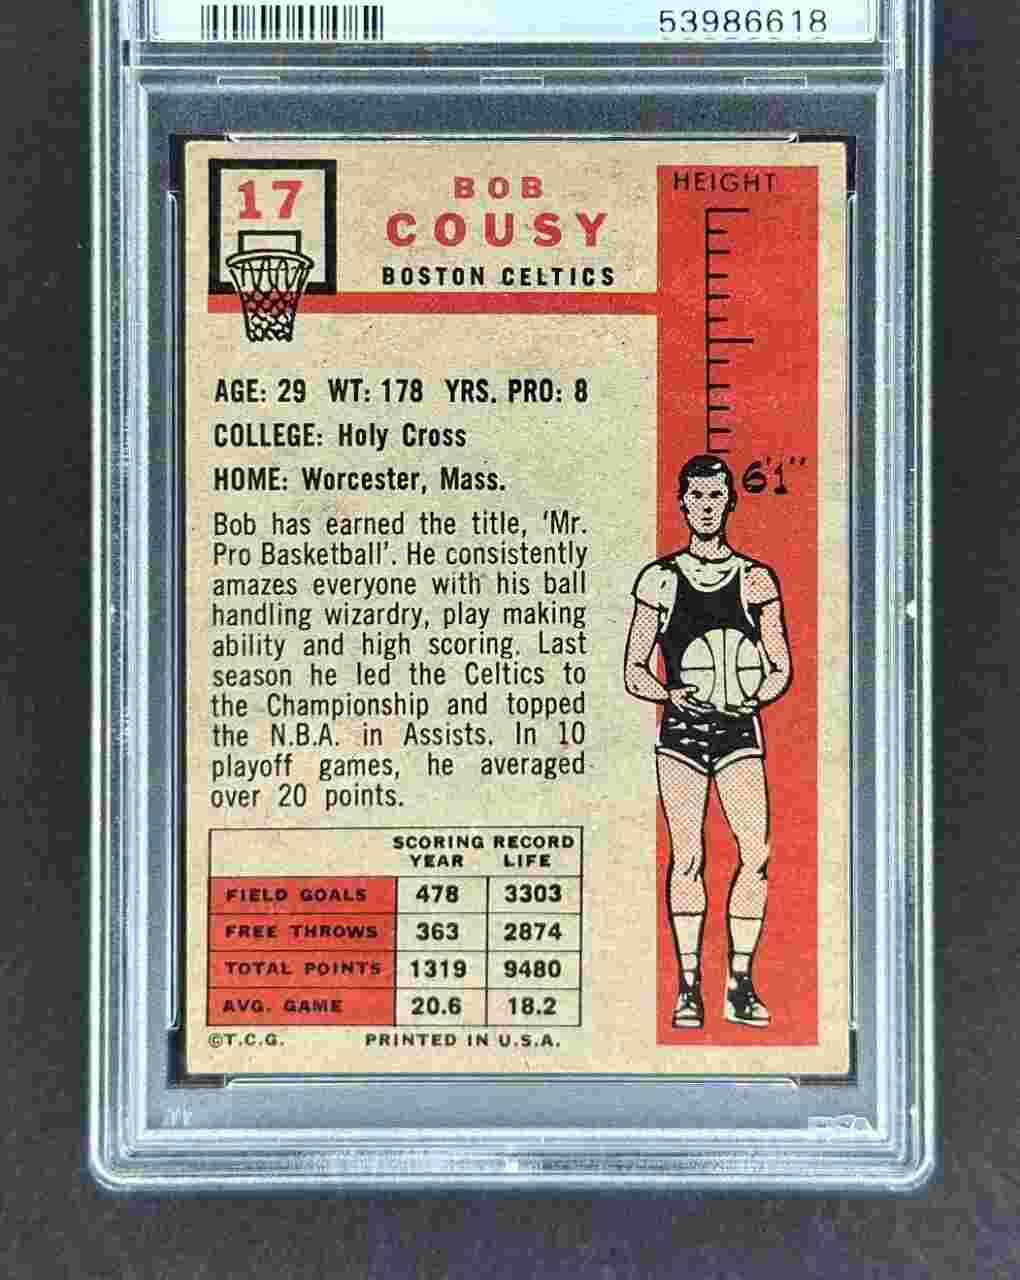 53986618
17
BOB
COUSY
BOSTON CELTICS
HEIGHT
6'1"
AGE: 29 WT: 178 YRS. PRO: 8
COLLEGE: Holy Cross
HOME: Worcester, Mass.
Bob has earned the title, 'Mr.
Pro Basketball'. He consistently
amazes everyone with his ball
handling wizardry, play making
ability and high scoring. Last
season he led the Celtics to
the Championship and topped
the N.B.A. in Assists. In 10
playoff games, he averaged
over 20 points.
SCORING RECORD
YEAR LIFE
FIELD GOALS 478 3303
FREE THROWS 363 2874
TOTAL POINTS 1319 9480
AVG. GAME 20.6 18.2
©T.C.G. PRINTED IN U.S.A.
PSA